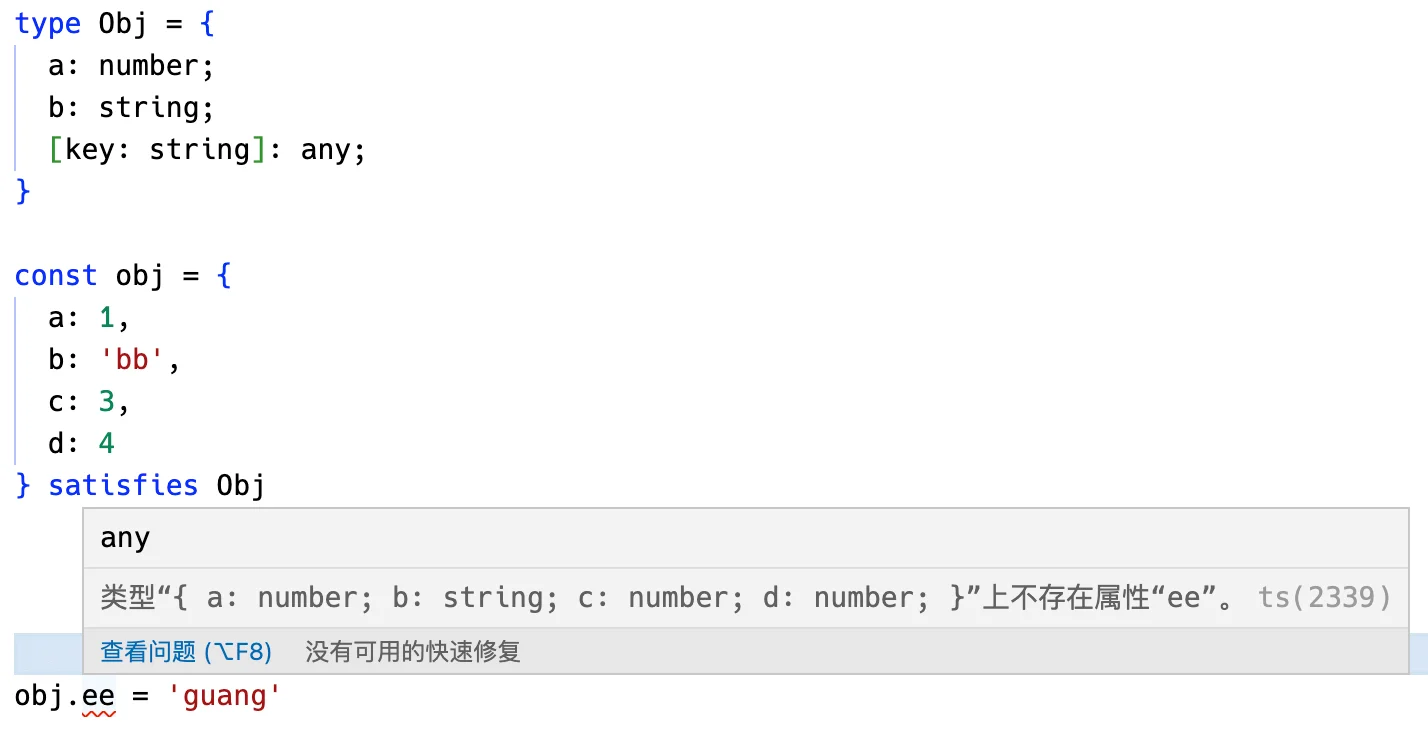 type Obj = {
  a: number;
  b: string;
  [key: string]: any;
}
const obj = {
  a: 1,
  b: 'bb',
  c: 3,
  d: 4
} satisfies Obj
any
类型“{ a: number; b: string; c: number; d: number; }”上不存在属性“ee”。 ts(2339)
查看问题 (⌥F8) 没有可用的快速修复
obj.ee = 'guang'